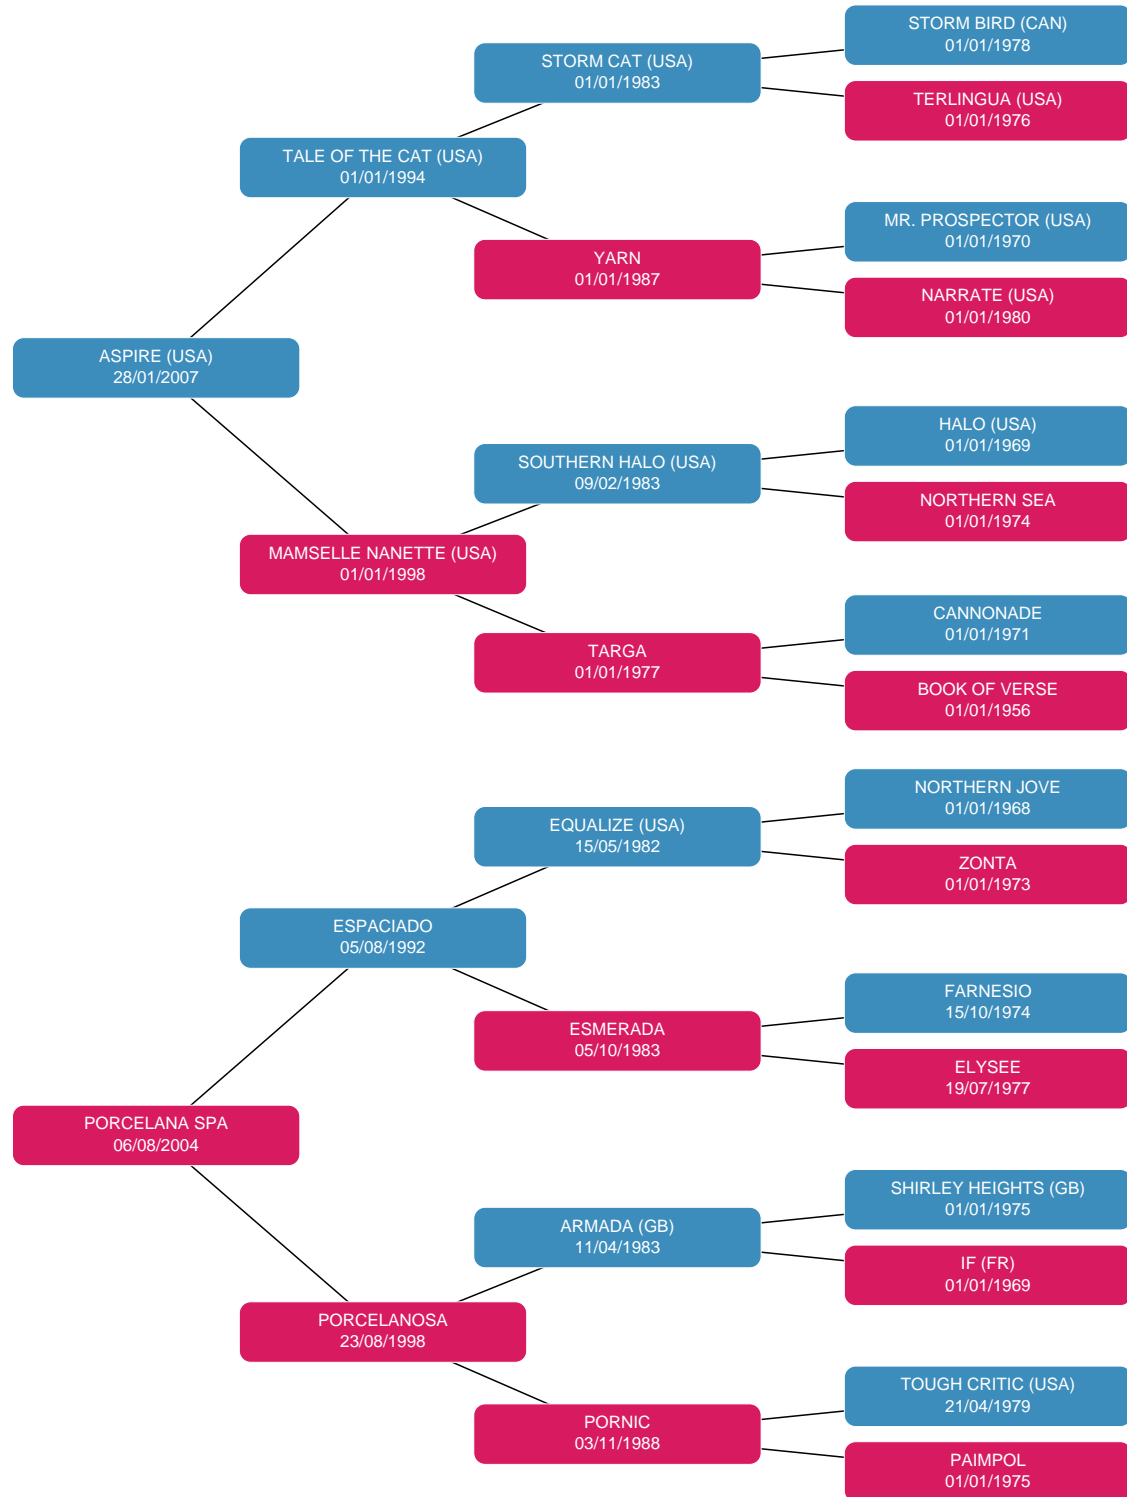 STORM BIRD (CAN)
01/01/1978
STORM CAT (USA)
01/01/1983
TERLINGUA (USA)
01/01/1976
TALE OF THE CAT (USA)
01/01/1994
MR. PROSPECTOR (USA)
01/01/1970
YARN
01/01/1987
NARRATE (USA)
01/01/1980
ASPIRE (USA)
28/01/2007
HALO (USA)
01/01/1969
SOUTHERN HALO (USA)
09/02/1983
NORTHERN SEA
01/01/1974
MAMSELLE NANETTE (USA)
01/01/1998
CANNONADE
01/01/1971
TARGA
01/01/1977
BOOK OF VERSE
01/01/1956
NORTHERN JOVE
01/01/1968
EQUALIZE (USA)
15/05/1982
ZONTA
01/01/1973
ESPACIADO
05/08/1992
FARNESIO
15/10/1974
ESMERADA
05/10/1983
ELYSEE
19/07/1977
PORCELANA SPA
06/08/2004
SHIRLEY HEIGHTS (GB)
01/01/1975
ARMADA (GB)
11/04/1983
IF (FR)
01/01/1969
PORCELANOSA
23/08/1998
TOUGH CRITIC (USA)
21/04/1979
PORNIC
03/11/1988
PAIMPOL
01/01/1975